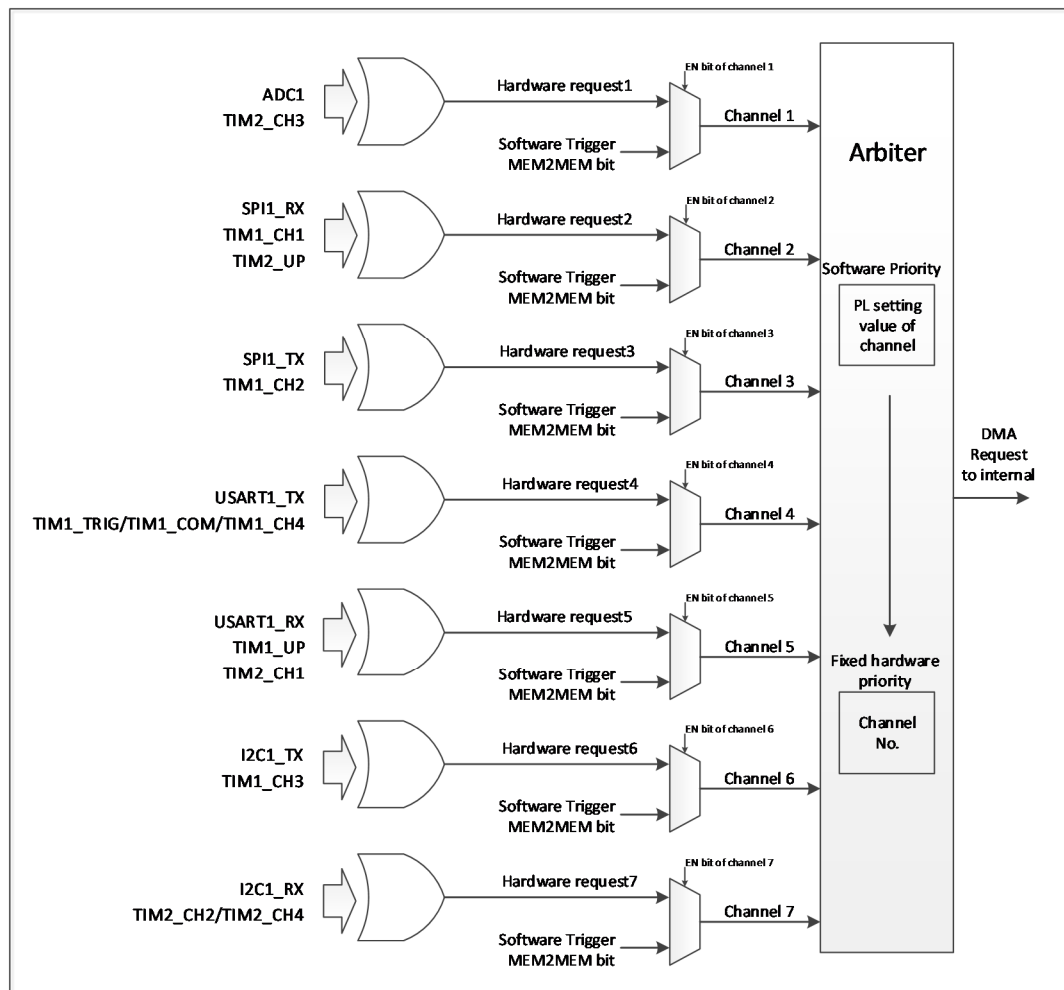 EN bit of channel 1
ADC1
TIM2_CH3
Hardware request1
Software Trigger
MEM2MEM bit
Channel 1
EN bit of channel 2
SPI1_RX
TIM1_CH1
TIM2_UP
Hardware request2
Software Trigger
MEM2MEM bit
Channel 2
EN bit of channel 3
SPI1_TX
TIM1_CH2
Hardware request3
Software Trigger
MEM2MEM bit
Channel 3
EN bit of channel 4
USART1_TX
TIM1_TRIG/TIM1_COM/TIM1_CH4
Hardware request4
Software Trigger
MEM2MEM bit
Channel 4
EN bit of channel 5
USART1_RX
TIM1_UP
TIM2_CH1
Hardware request5
Software Trigger
MEM2MEM bit
Channel 5
EN bit of channel 6
I2C1_TX
TIM1_CH3
Hardware request6
Software Trigger
MEM2MEM bit
Channel 6
EN bit of channel 7
I2C1_RX
TIM2_CH2/TIM2_CH4
Hardware request7
Software Trigger
MEM2MEM bit
Channel 7
Arbiter
Software Priority
PL setting
value of
channel
Fixed hardware
priority
Channel
No.
DMA
Request
to internal